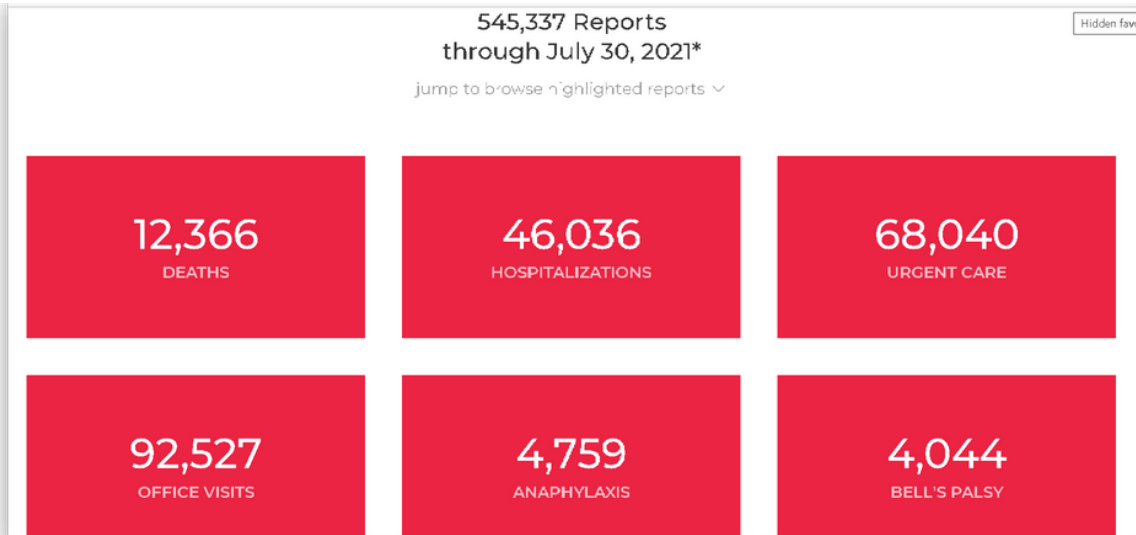 545,337 Reports
through July 30, 2021*
Hidden
jump to browse highlighted reports
12,366
DEATHS
46,036
HOSPITALIZATIONS
68,040
URGENT CARE
92,527
OFFICE VISITS
4,759
ANAPHYLAXIS
4,044
BELL'S PALSY